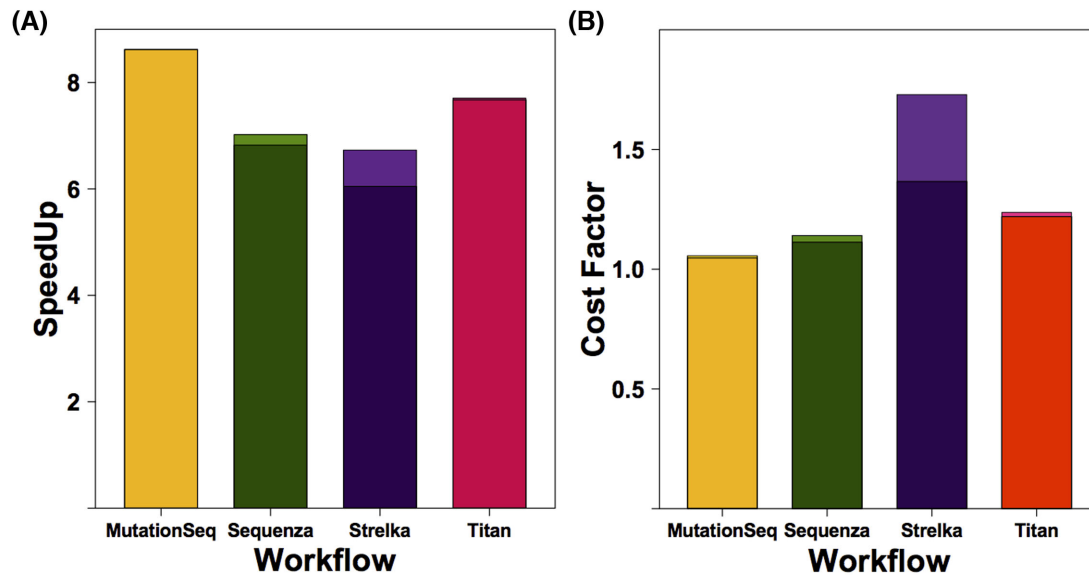 (A)
SpeedUp
8
6
4
2
MutationSeq Sequenza Strelka Titan
Workflow
(B)
Cost Factor
1.5
1.0
0.5
MutationSeq Sequenza Strelka Titan
Workflow